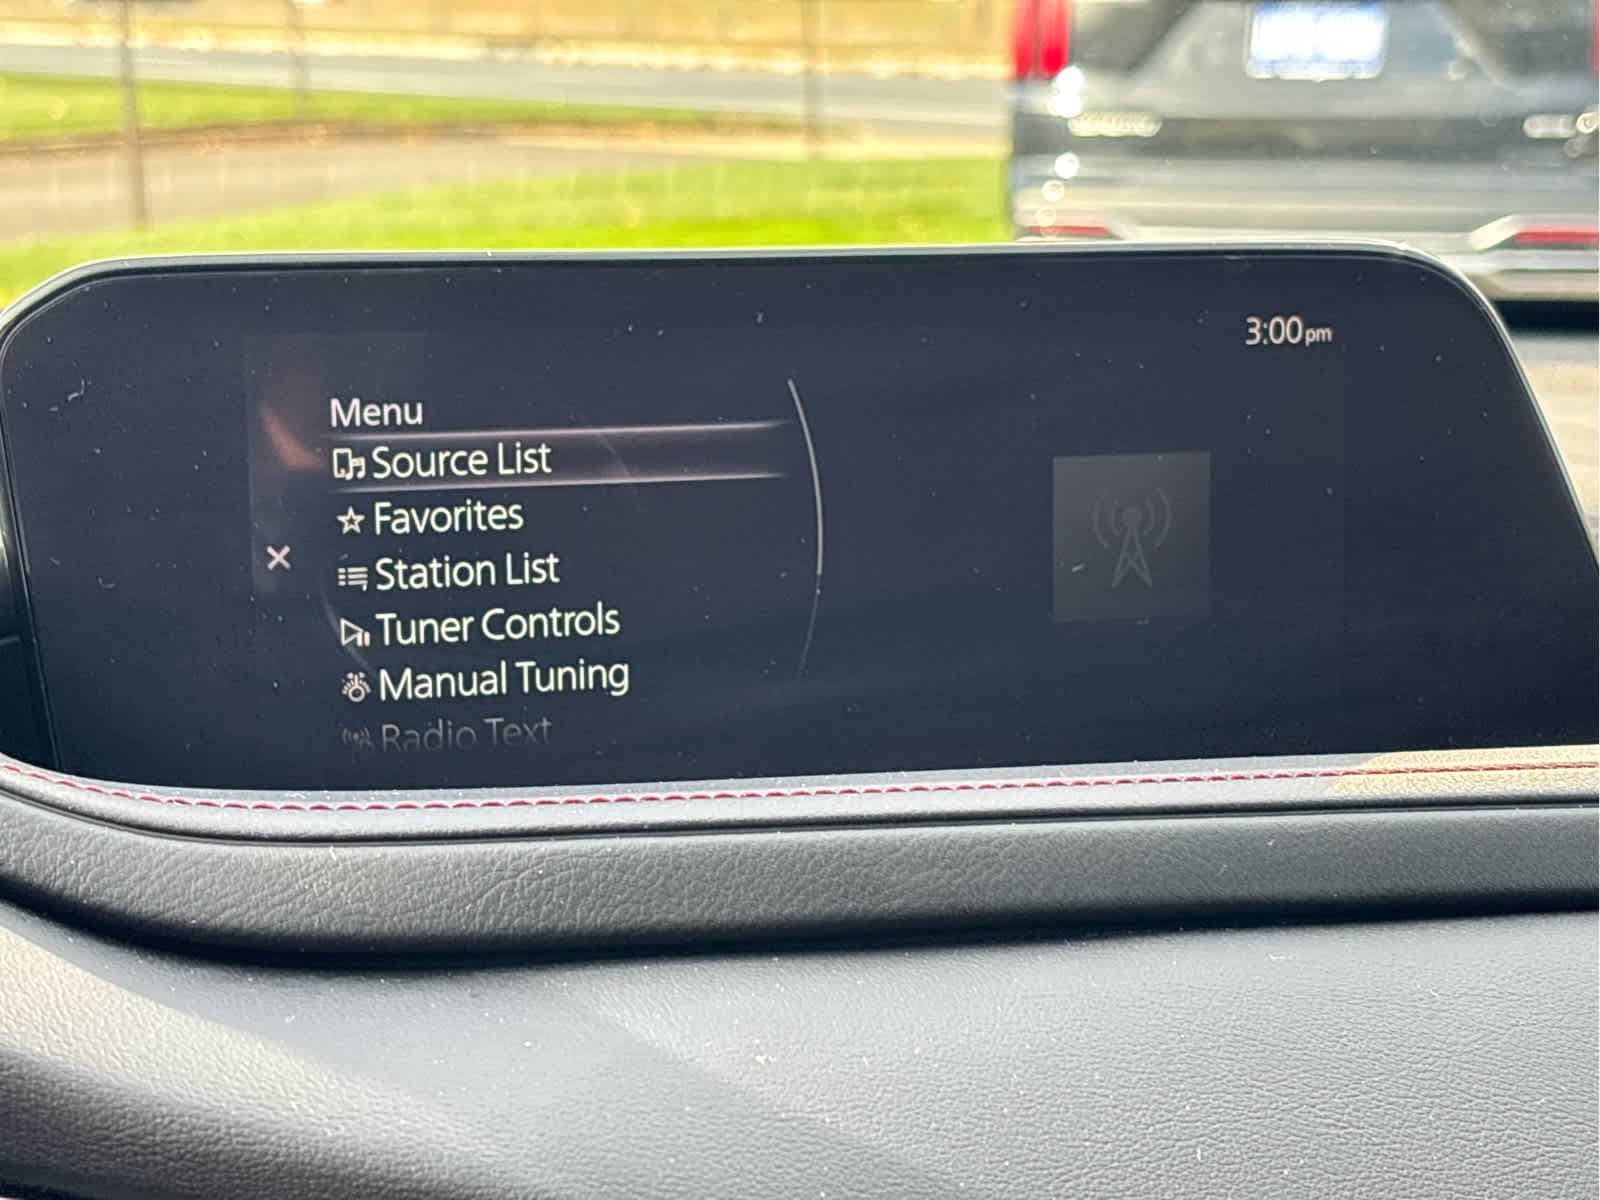 3:00pm
Menu
Source List
Favorites
Station List
Tuner Controls
Manual Tuning
Radio Text